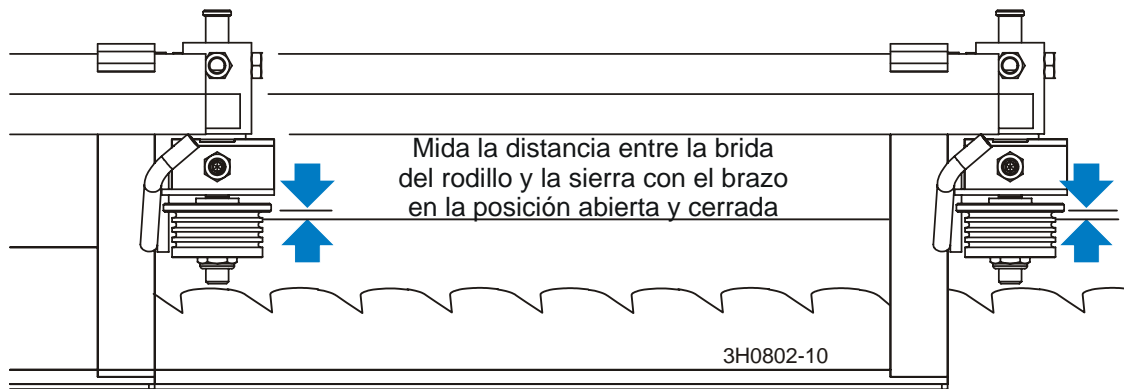 Mida la distancia entre la brida
del rodillo y la sierra con el brazo
en la posición abierta y cerrada
3H0802-10